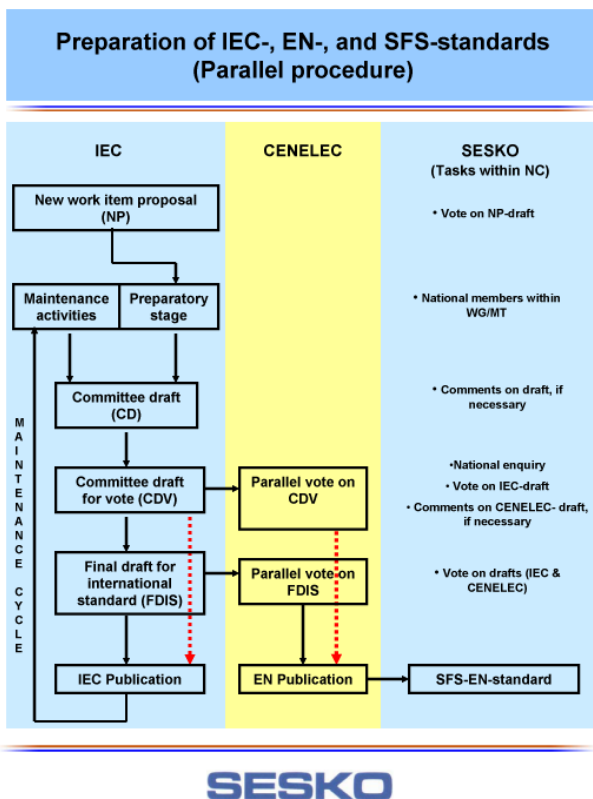 Preparation of IEC-, EN-, and SFS-standards
(Parallel procedure)
IEC
CENELEC
SESKO
(Tasks within NC)
New work item proposal
(NP)
• Vote on NP-draft
Maintenance
activities
Preparatory
stage
• National members within
WG/MT
Committee draft
(CD)
• Comments on draft, if
necessary
MAINTENANCE CYCLE
Committee draft
for vote (CDV)
Parallel vote on
CDV
•National enquiry
• Vote on IEC-draft
• Comments on CENELEC- draft,
if necessary
Final draft for
international
standard (FDIS)
Parallel vote on
FDIS
• Vote on drafts (IEC &
CENELEC)
IEC Publication
EN Publication
SFS-EN-standard
SESKO